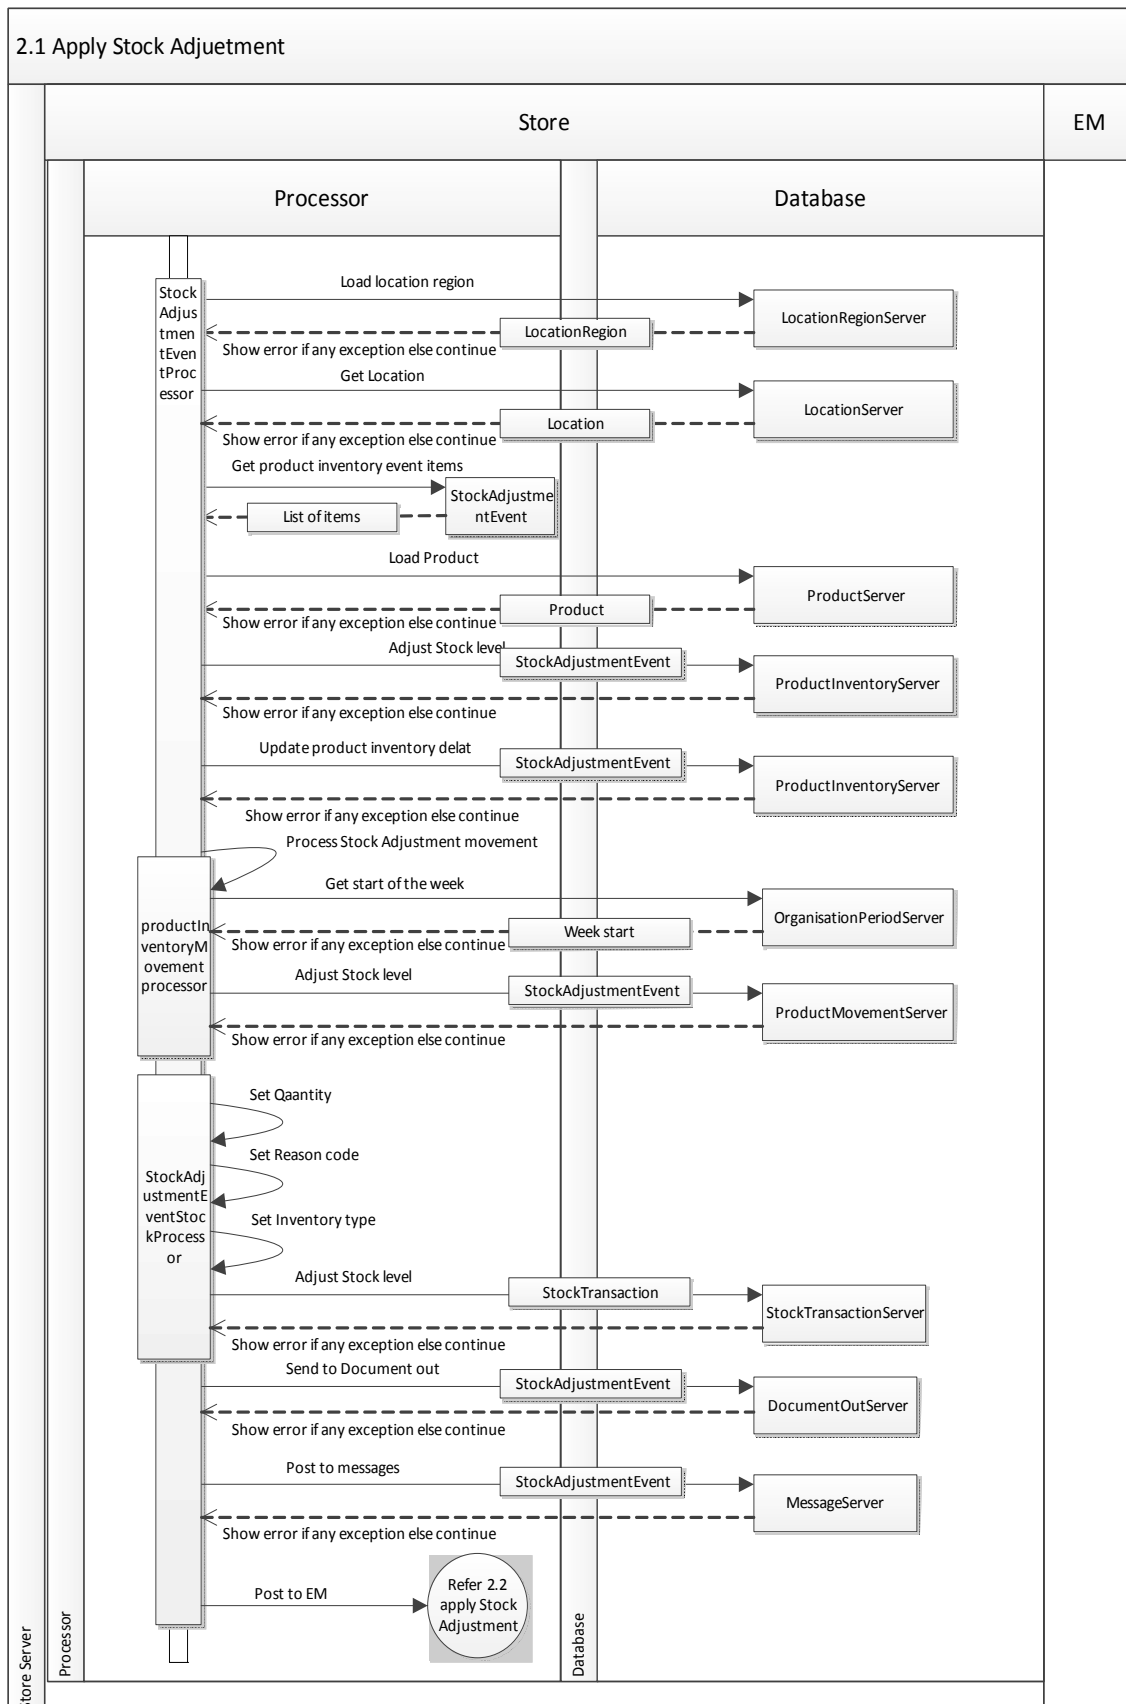 2.1 Apply Stock Adjuetment
Store
EM
Processor
Database
Stock
Adjus
tmen
tEven
tProc
essor
Load location region
LocationRegionServer
LocationRegion
Show error if any exception else continue
Get Location
LocationServer
Location
Show error if any exception else continue
Get product inventory event items
StockAdjustme
ntEvent
List of items
Load Product
ProductServer
Product
Show error if any exception else continue
Adjust Stock level
StockAdjustmentEvent
ProductInventoryServer
Show error if any exception else continue
Update product inventory delat
StockAdjustmentEvent
ProductInventoryServer
Show error if any exception else continue
Process Stock Adjustment movement
productIn
ventoryM
ovement
processor
Get start of the week
OrganisationPeriodServer
Week start
Show error if any exception else continue
Adjust Stock level
StockAdjustmentEvent
ProductMovementServer
Show error if any exception else continue
StockAdj
ustmentE
ventStoc
kProcess
or
Set Qaantity
Set Reason code
Set Inventory type
Adjust Stock level
StockTransaction
StockTransactionServer
Show error if any exception else continue
Send to Document out
StockAdjustmentEvent
DocumentOutServer
Show error if any exception else continue
Post to messages
StockAdjustmentEvent
MessageServer
Show error if any exception else continue
Post to EM
Refer 2.2
apply Stock
Adjustment
Store Server
Processor
Database